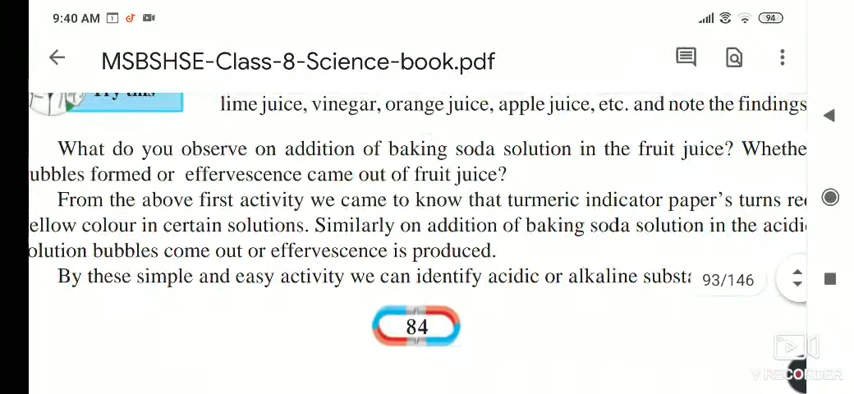 9:40 AM
94
MSBSHSE-Class-8-Science-book.pdf
Try this
lime juice, vinegar, orange juice, apple juice, etc. and note the findings
What do you observe on addition of baking soda solution in the fruit juice? Whethe
ubbles formed or effervescence came out of fruit juice?
From the above first activity we came to know that turmeric indicator paper's turns re
ellow colour in certain solutions. Similarly on addition of baking soda solution in the acidi
olution bubbles come out or effervescence is produced.
By these simple and easy activity we can identify acidic or alkaline subst
93/146
84
V RECORDER